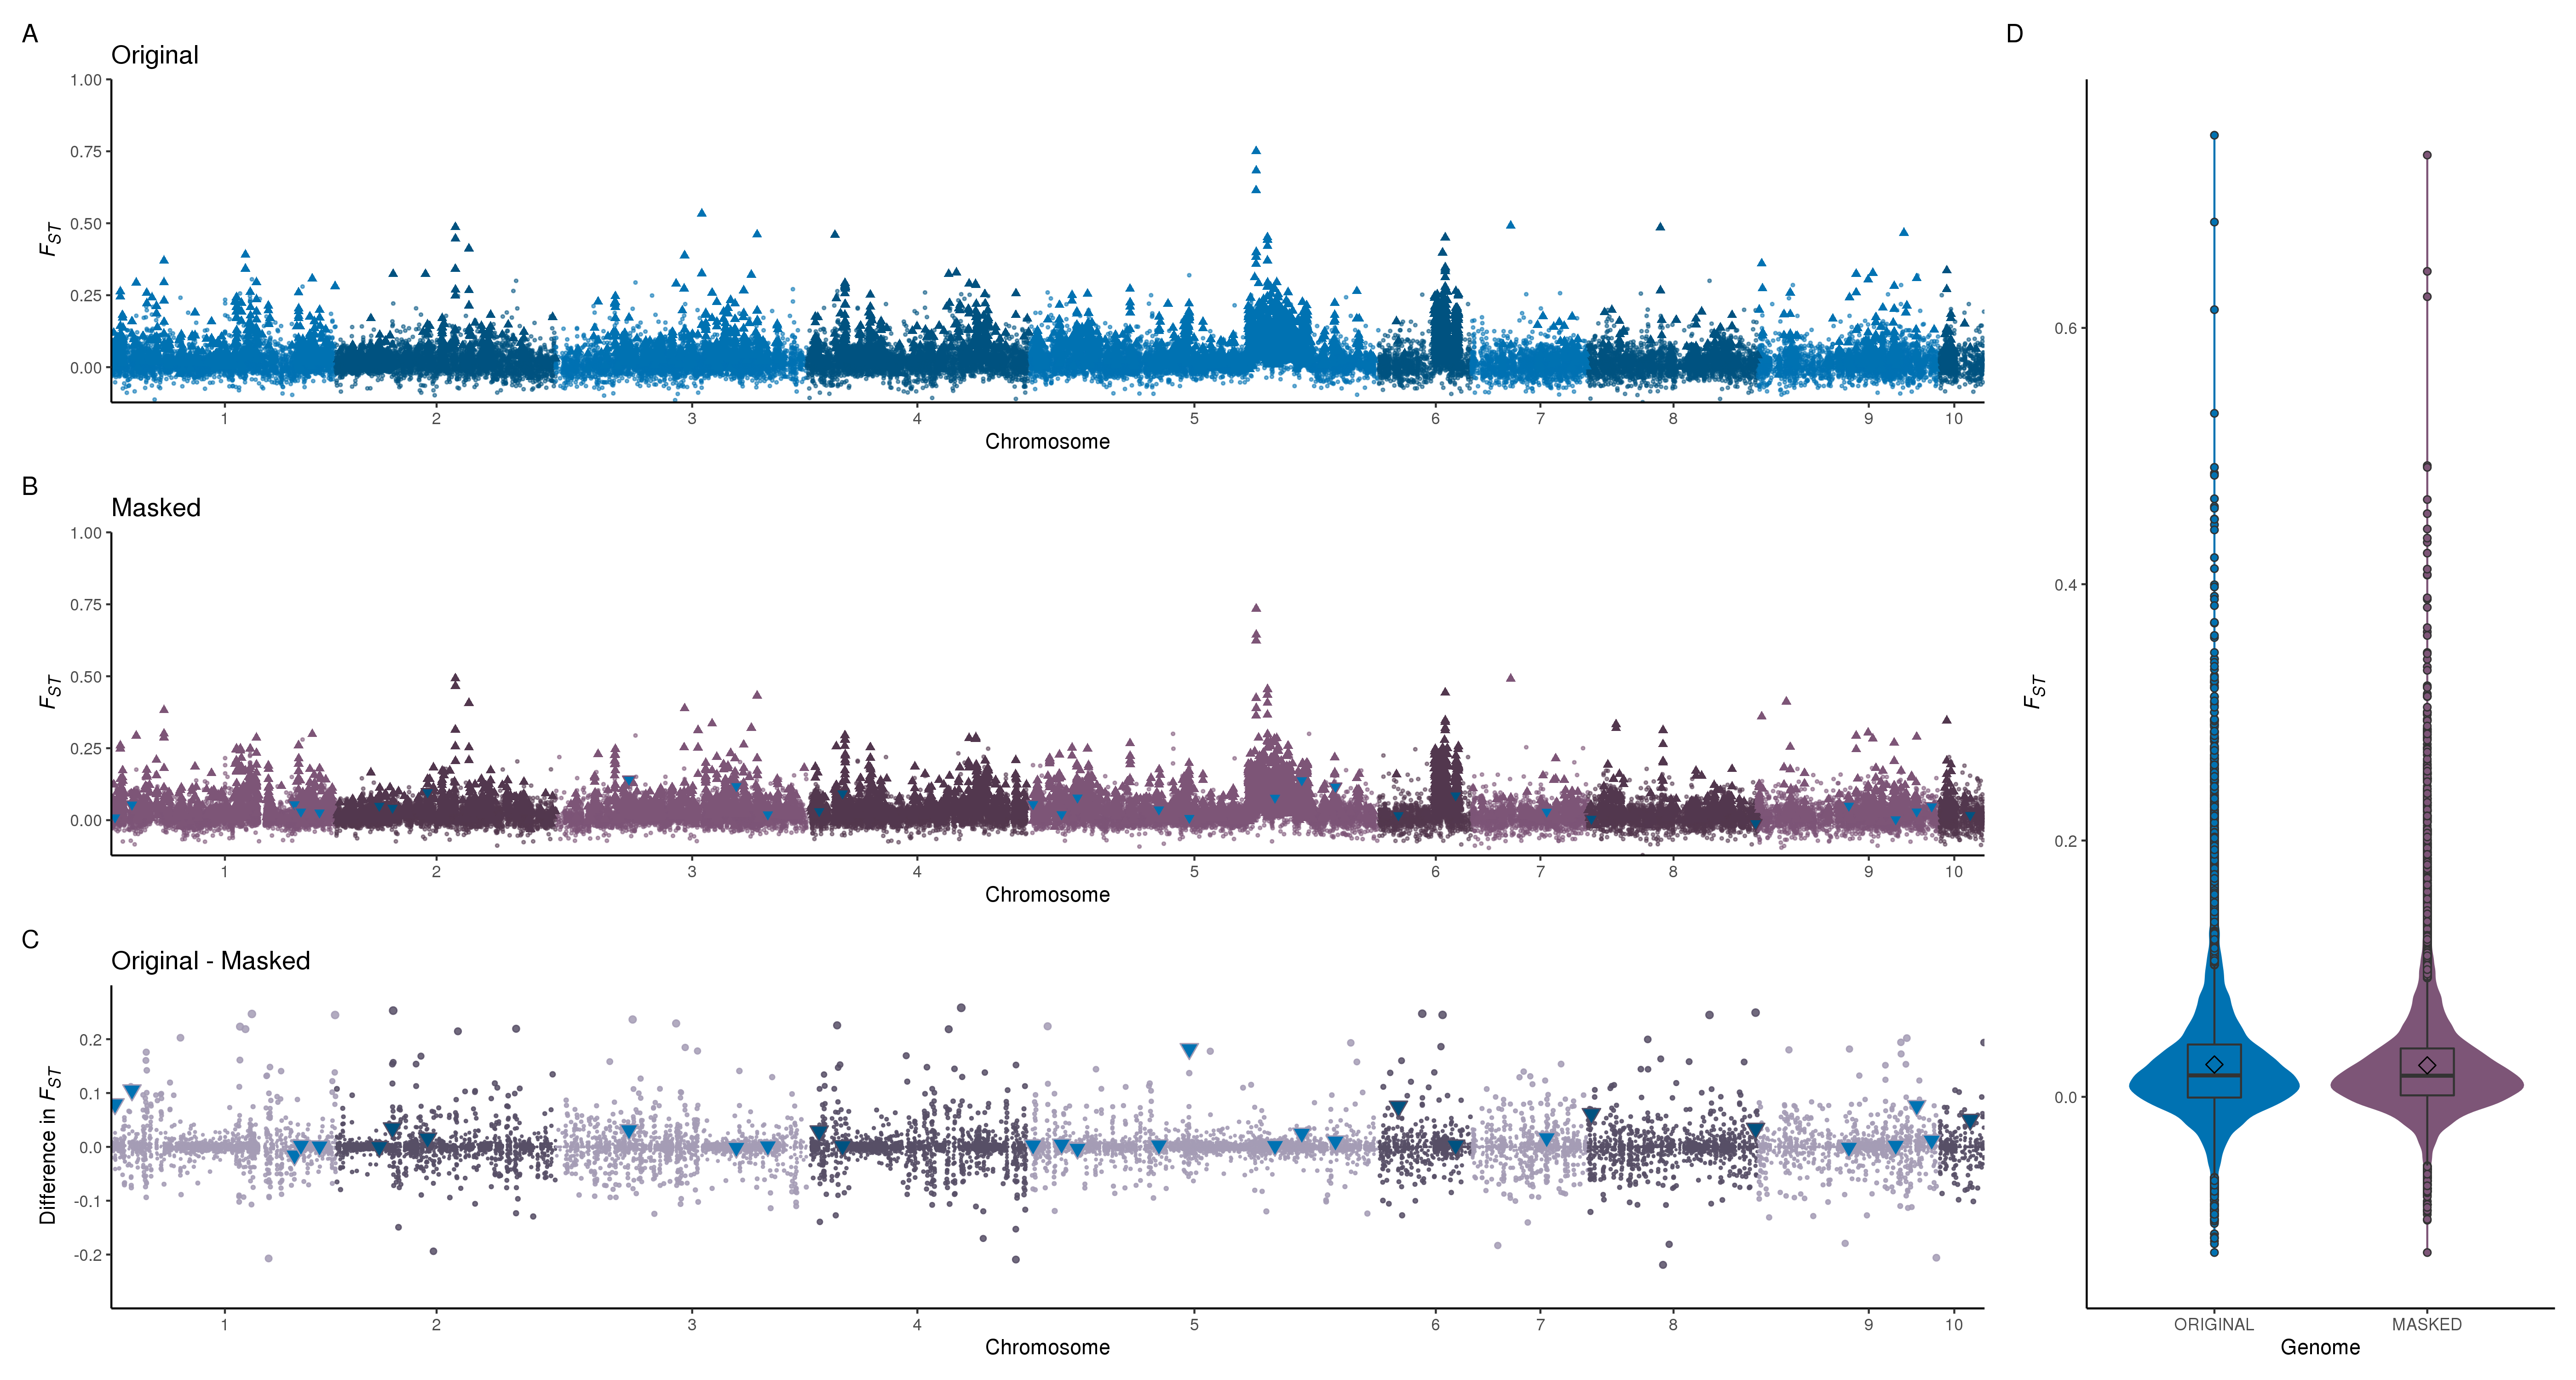 A
Original
1.00
0.75
0.50
0.25
0.00
F_ST
1 2 3 4 5 6 7 8 9 10
Chromosome
B
Masked
1.00
0.75
0.50
0.25
0.00
F_ST
1 2 3 4 5 6 7 8 9 10
Chromosome
C
Original - Masked
0.2
0.1
0.0
-0.1
-0.2
Difference in F_ST
1 2 3 4 5 6 7 8 9 10
Chromosome
D
0.6
0.4
0.2
0.0
F_ST
ORIGINAL MASKED
Genome